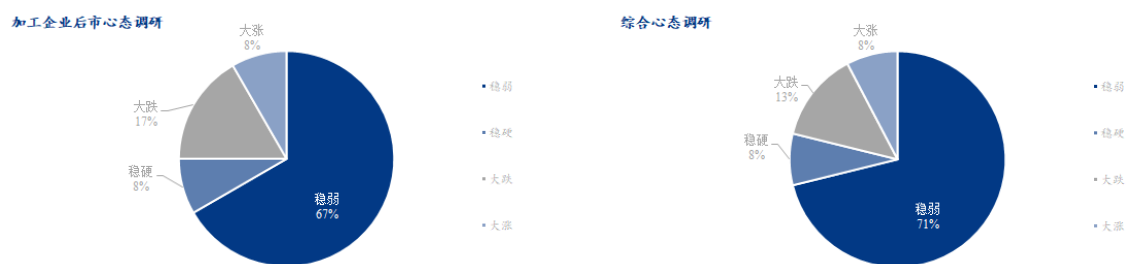 加工企业后市心态调研
大涨
8%
大跌
17%
稳硬
8%
稳弱
67%
稳弱
稳硬
大跌
大涨
综合心态调研
大涨
8%
大跌
13%
稳硬
8%
稳弱
71%
稳弱
稳硬
大跌
大涨